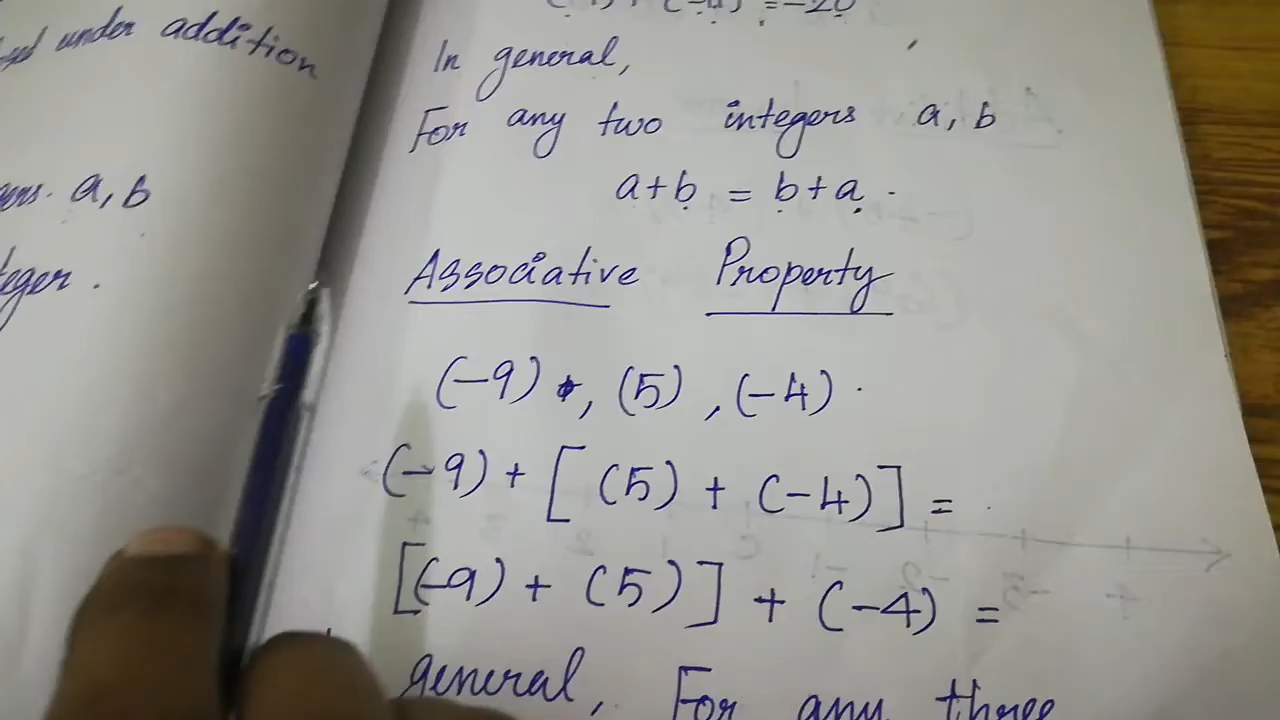 under addition
a, b
= -20
In general,
For any two integers a, b
a+b = b+a.
Associative Property
(-9) , (5) , (-4) .
(-9) + [ (5) + (-4) ] =
[(-9) + (5) ] + (-4) =
general, For any three